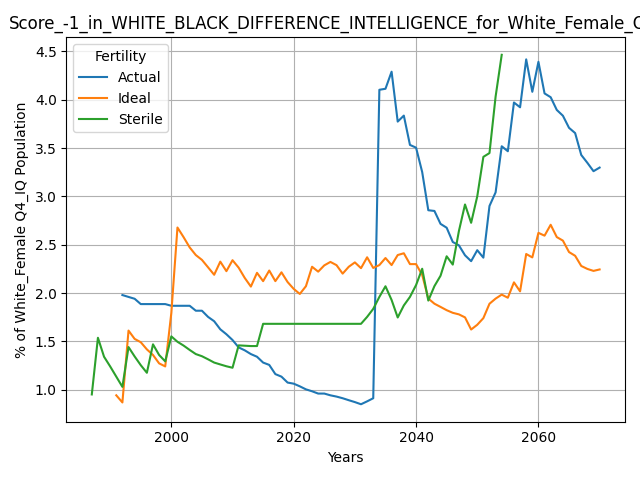 Score_-1_in_WHITE_BLACK_DIFFERENCE_INTELLIGENCE_for_White_Female_
Fertility
Actual
Ideal
Sterile
% of White_Female Q4_IQ Population
4.5
4.0
3.5
3.0
2.5
2.0
1.5
1.0
2000 2020 2040 2060
Years